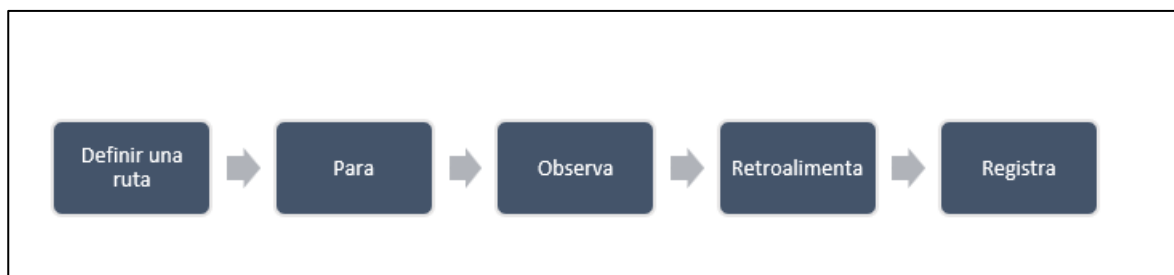 Definir una
ruta
Para
Observa
Retroalimenta
Registra